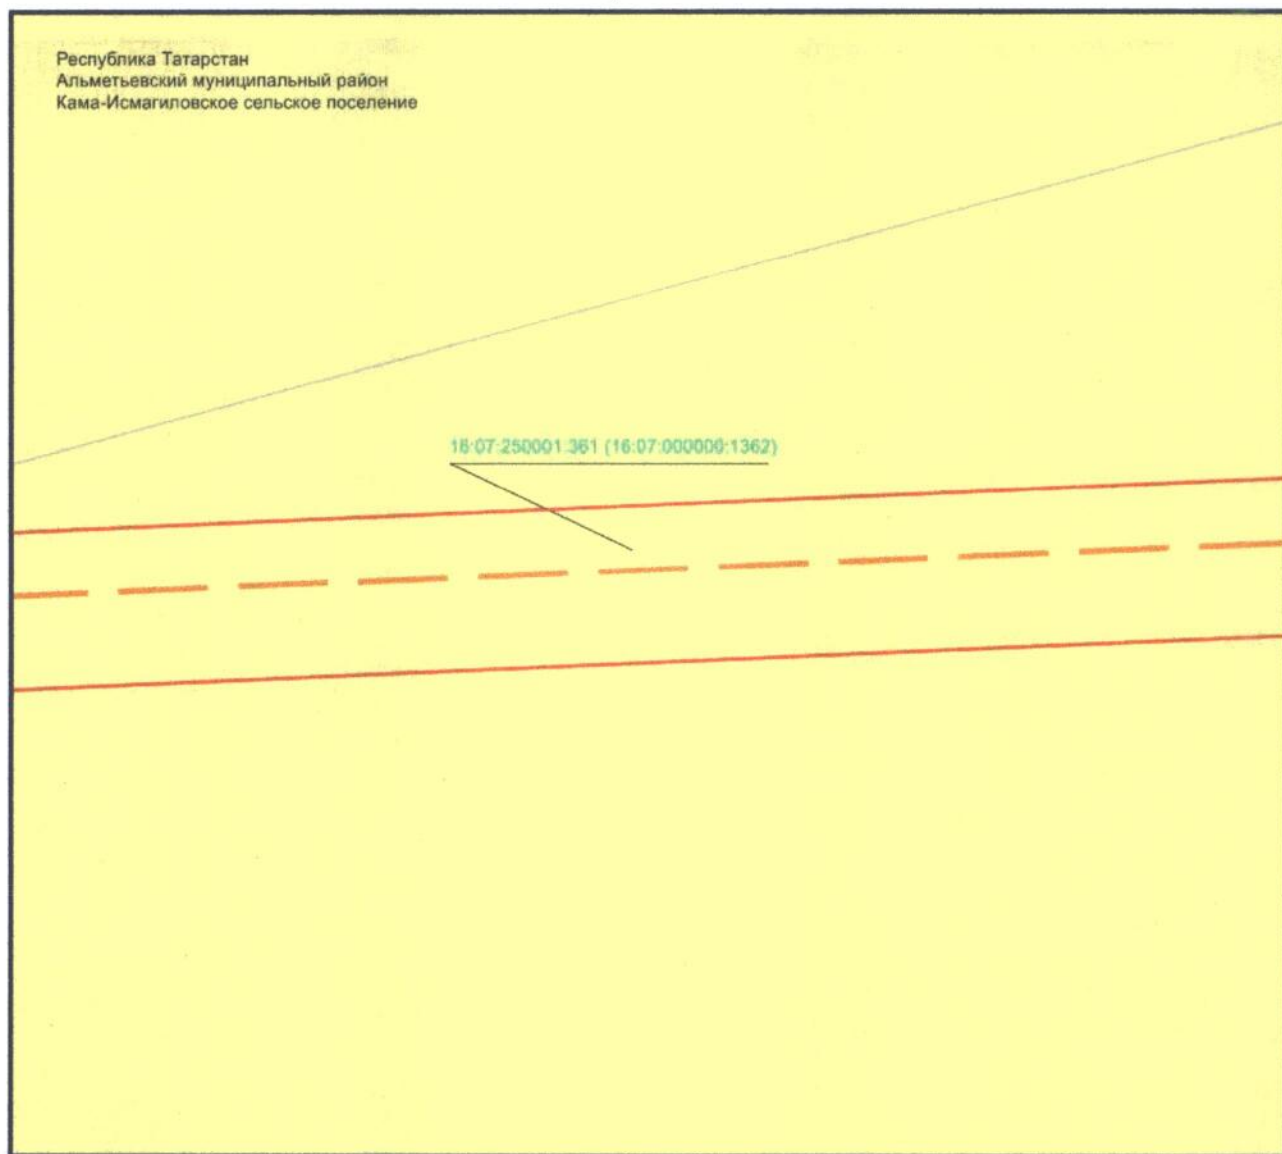 Республика Татарстан
Альметьевский муниципальный район
Кама-Исмагиловское сельское поселение
16:07:250001:361 (16:07:000000:1362)